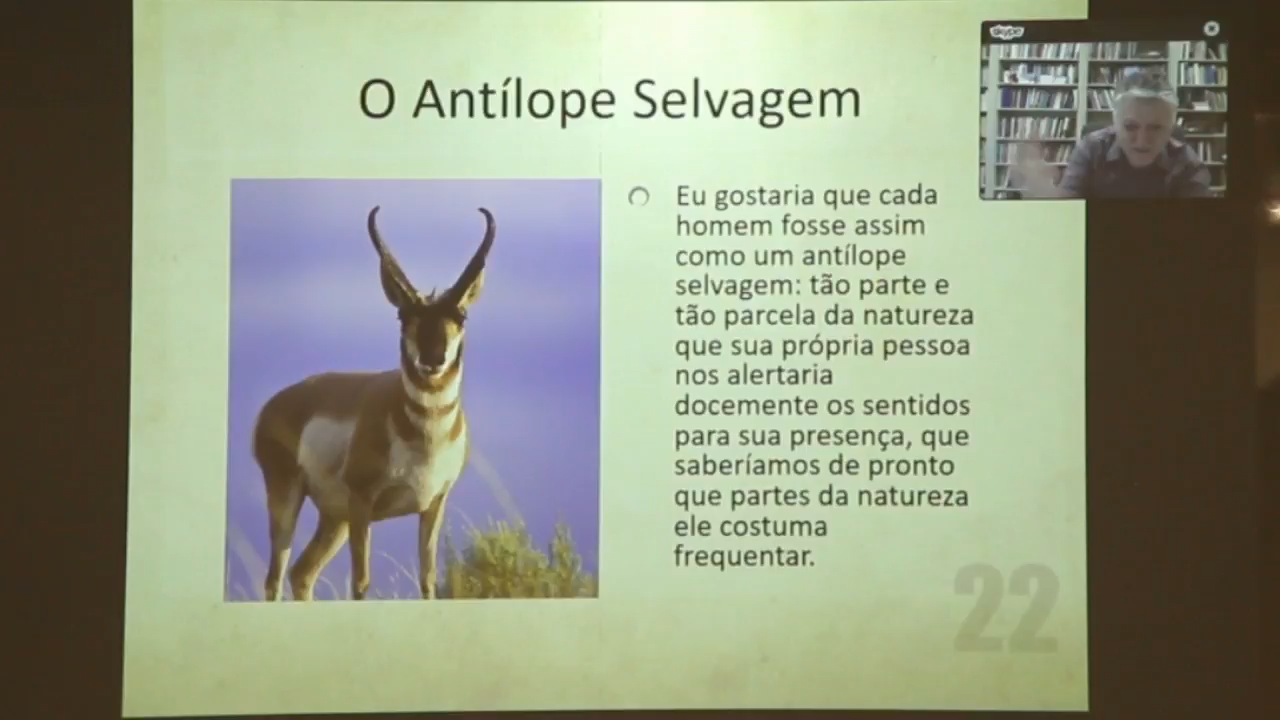 O Antílope Selvagem
skype
Eu gostaria que cada
homem fosse assim
como um antílope
selvagem: tão parte e
tão parcela da natureza
que sua própria pessoa
nos alertaria
docemente os sentidos
para sua presença, que
saberíamos de pronto
que partes da natureza
ele costuma
frequentar.
22